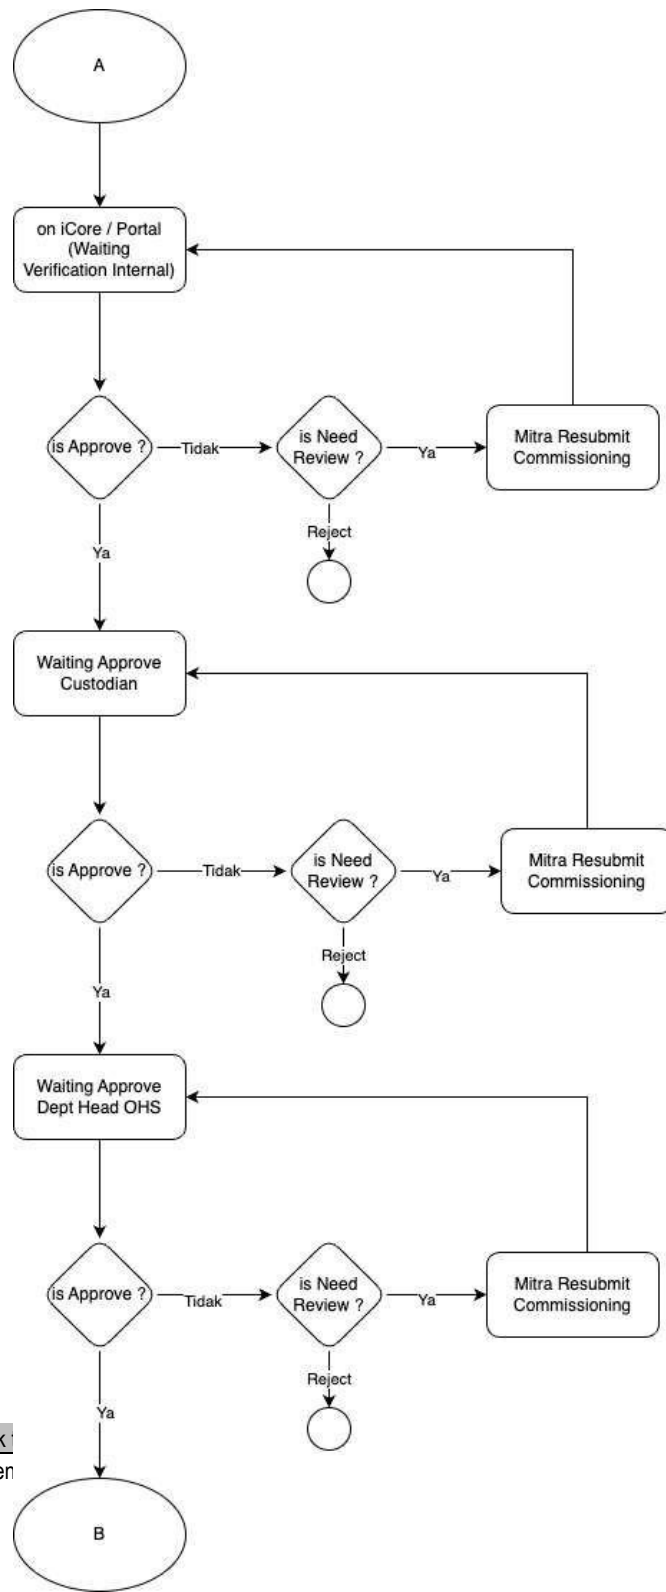 A
on iCore / Portal
(Waiting
Verification Internal)
is Approve ?
Tidak
is Need
Review ?
Ya
Mitra Resubmit
Commissioning
Reject
Ya
Waiting Approve
Custodian
is Approve ?
Tidak
is Need
Review ?
Ya
Mitra Resubmit
Commissioning
Reject
Ya
Waiting Approve
Dept Head OHS
is Approve ?
Tidak
is Need
Review ?
Ya
Mitra Resubmit
Commissioning
Reject
Ya
B